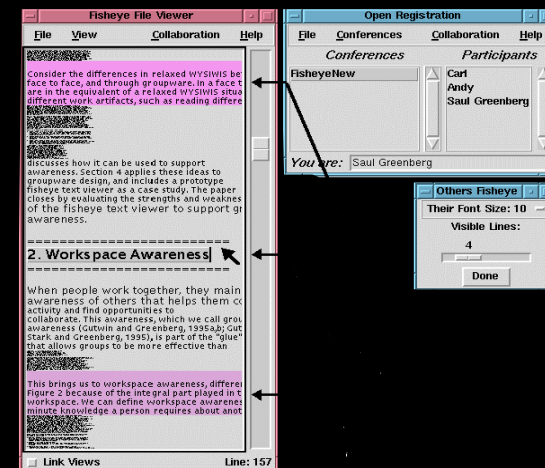 Fisheye File Viewer
File View Collaboration Help
Consider the differences in relaxed WYSIWIS be
face to face, and through groupware. In a face t
are in the equivalent of a relaxed WYSIWIS situa
different work artifacts, such as reading differe
discusses how it can be used to support
awareness. Section 4 applies these ideas to
groupware design, and includes a prototype
fisheye text viewer as a case study. The paper
closes by evaluating the strengths and weaknes
of the fisheye text viewer to support gr
awareness.
==============================
2. Workspace Awareness
==============================
When people work together, they main
awareness of others that helps them co
activity and find opportunities to
collaborate. This awareness, which we call grou
awareness (Gutwin and Greenberg, 1995a,b; Gut
Stark and Greenberg, 1995), is part of the "glue"
that allows groups to be more effective than
This brings us to workspace awareness, differen
Figure 2 because of the integral part played in t
workspace. We can define workspace awarenes
minute knowledge a person requires about anot
Link Views Line: 157
Open Registration
File Conferences Collaboration Help
Conferences Participants
FisheyeNew
Carl
Andy
Saul Greenberg
You are: Saul Greenberg
Others Fisheye
Their Font Size: 10
Visible Lines:
4
Done